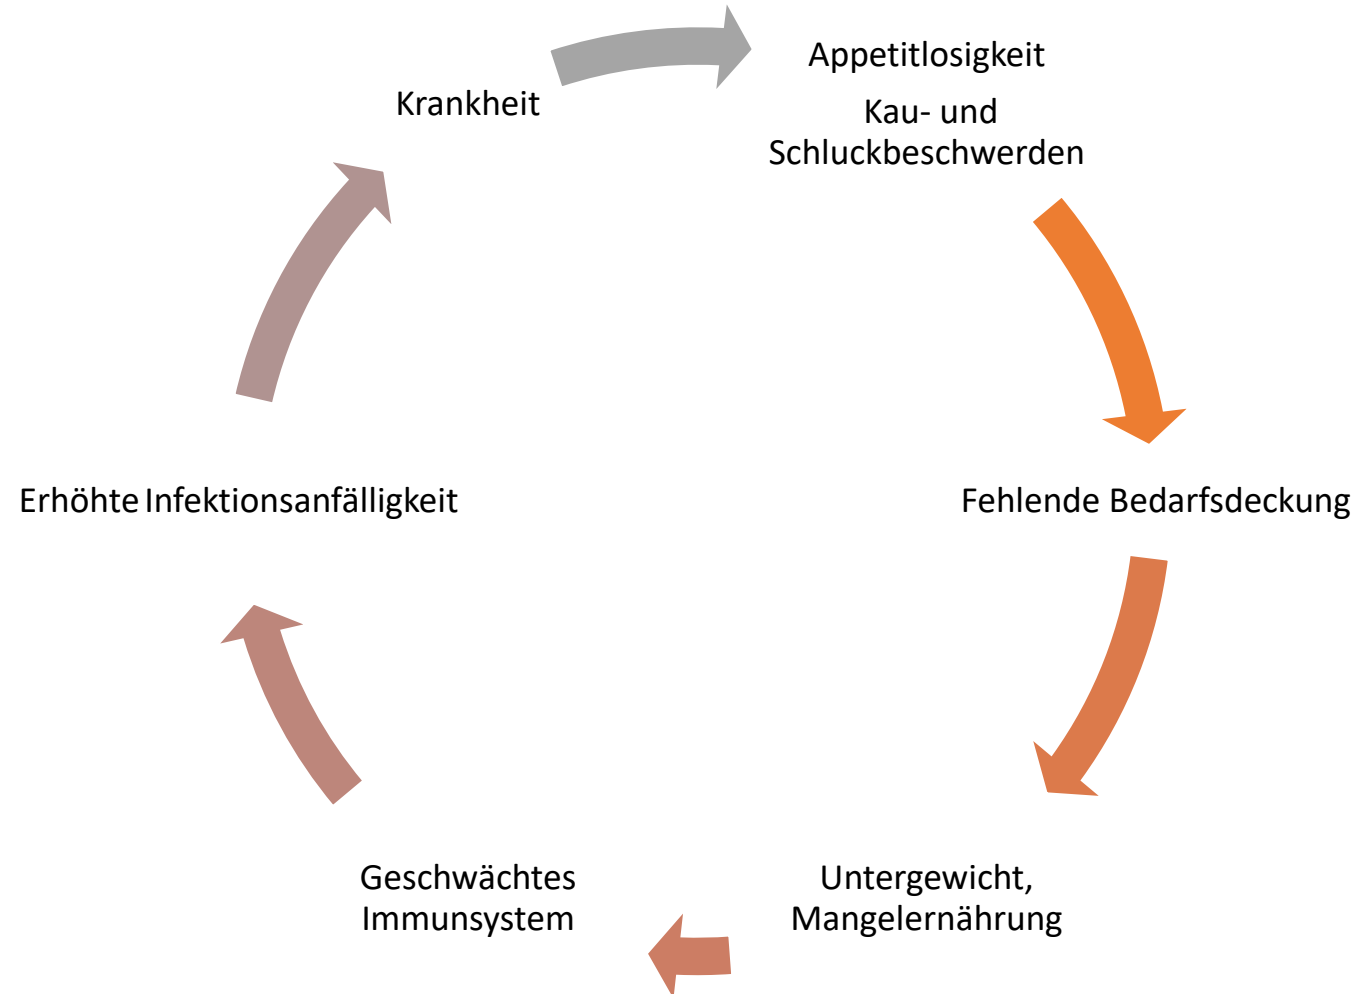 Krankheit
Appetitlosigkeit
Kau- und
Schluckbeschwerden
Fehlende Bedarfsdeckung
Untergewicht,
Mangelernährung
Geschwächtes
Immunsystem
Erhöhte Infektionsanfälligkeit